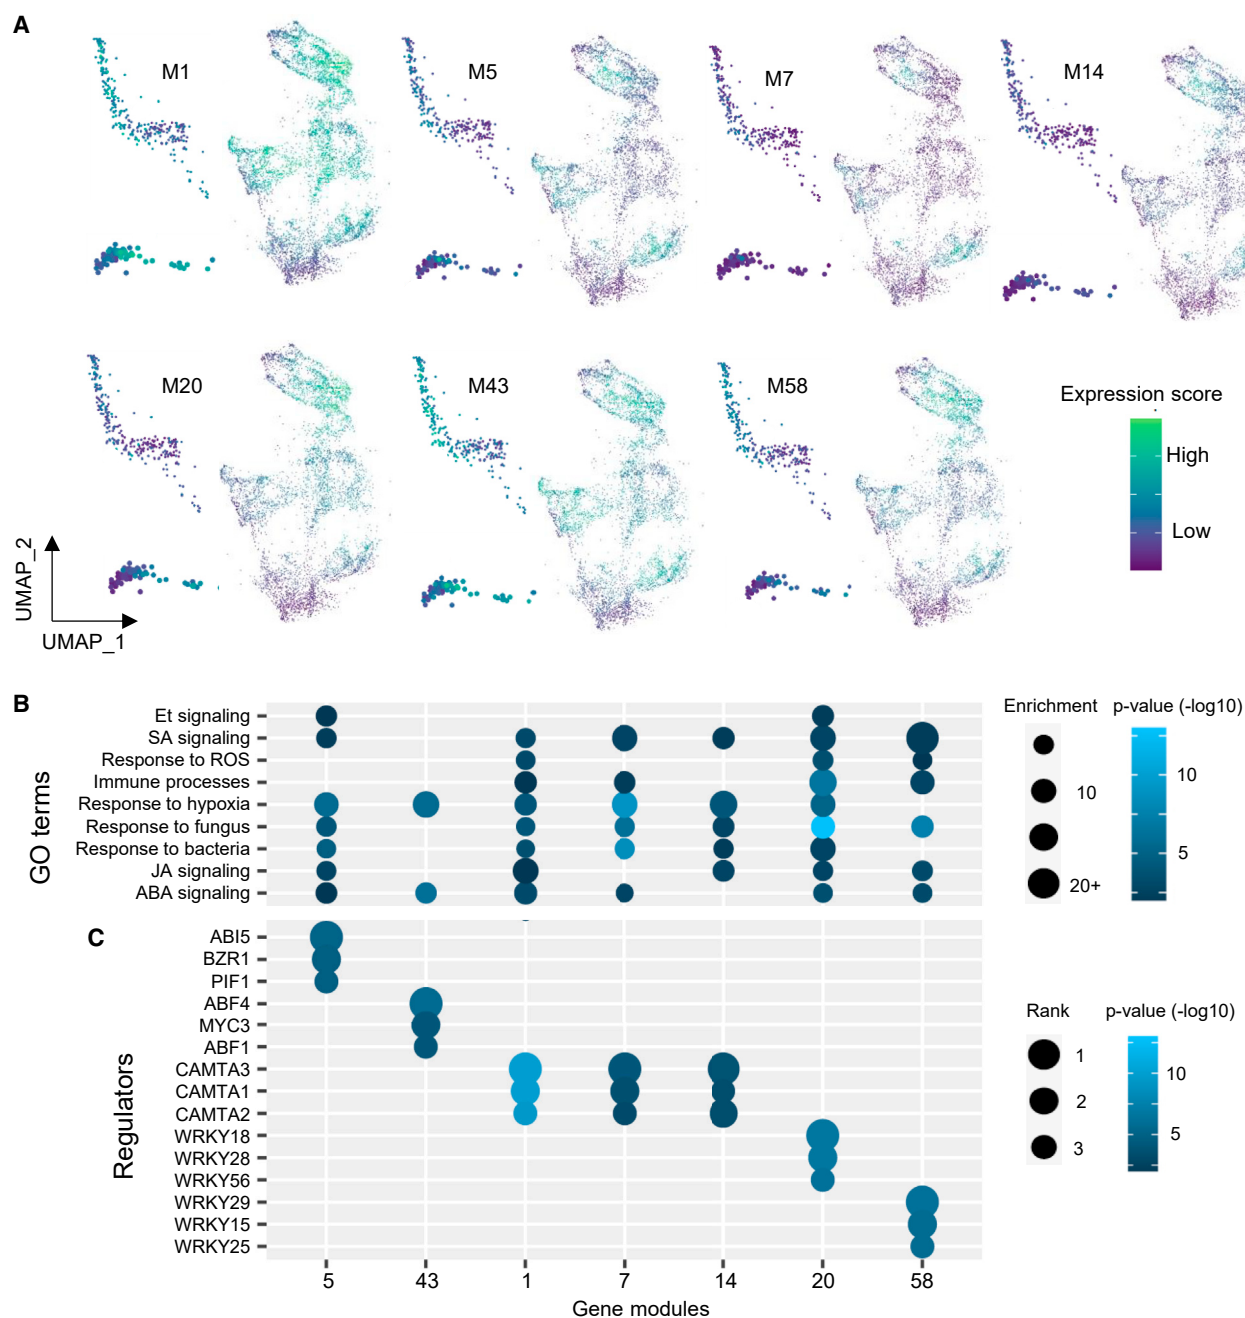 A
M1
M5
M7
M14
M20
M43
M58
Expression score
High
Low
UMAP_2
UMAP_1
B
GO terms
Et signaling
SA signaling
Response to ROS
Immune processes
Response to hypoxia
Response to fungus
Response to bacteria
JA signaling
ABA signaling
Enrichment
10
20+
p-value (-log10)
10
5
C
Regulators
ABI5
BZR1
PIF1
ABF4
MYC3
ABF1
CAMTA3
CAMTA1
CAMTA2
WRKY18
WRKY28
WRKY56
WRKY29
WRKY15
WRKY25
Rank
1
2
3
p-value (-log10)
10
5
5 43 1 7 14 20 58
Gene modules